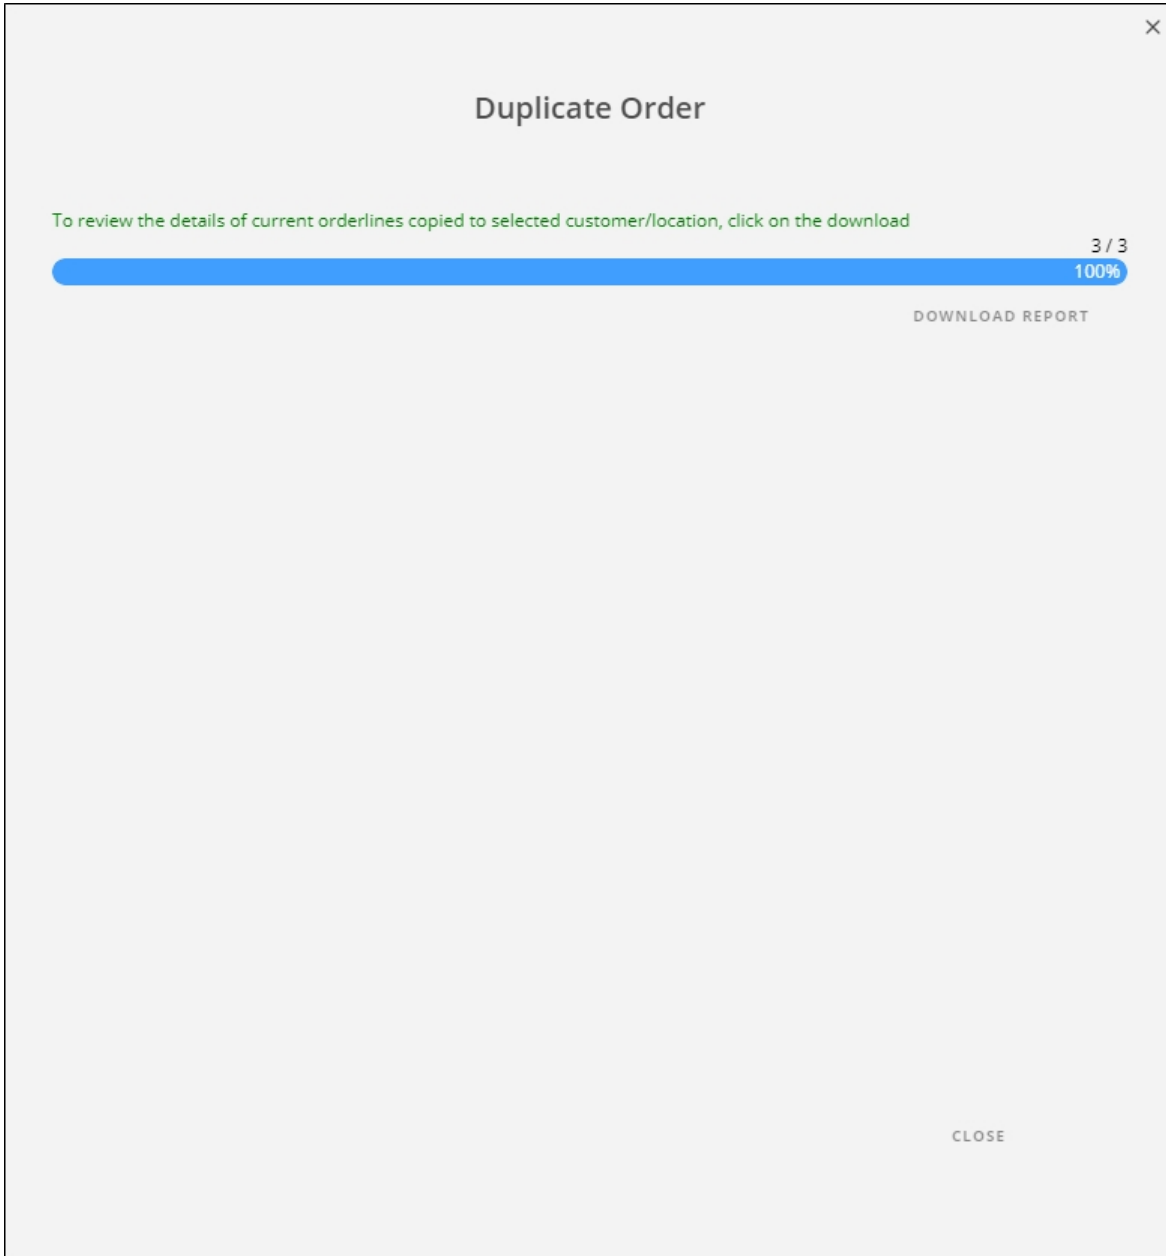 Duplicate Order
To review the details of current orderlines copied to selected customer/location, click on the download
3 / 3
100%
DOWNLOAD REPORT
CLOSE